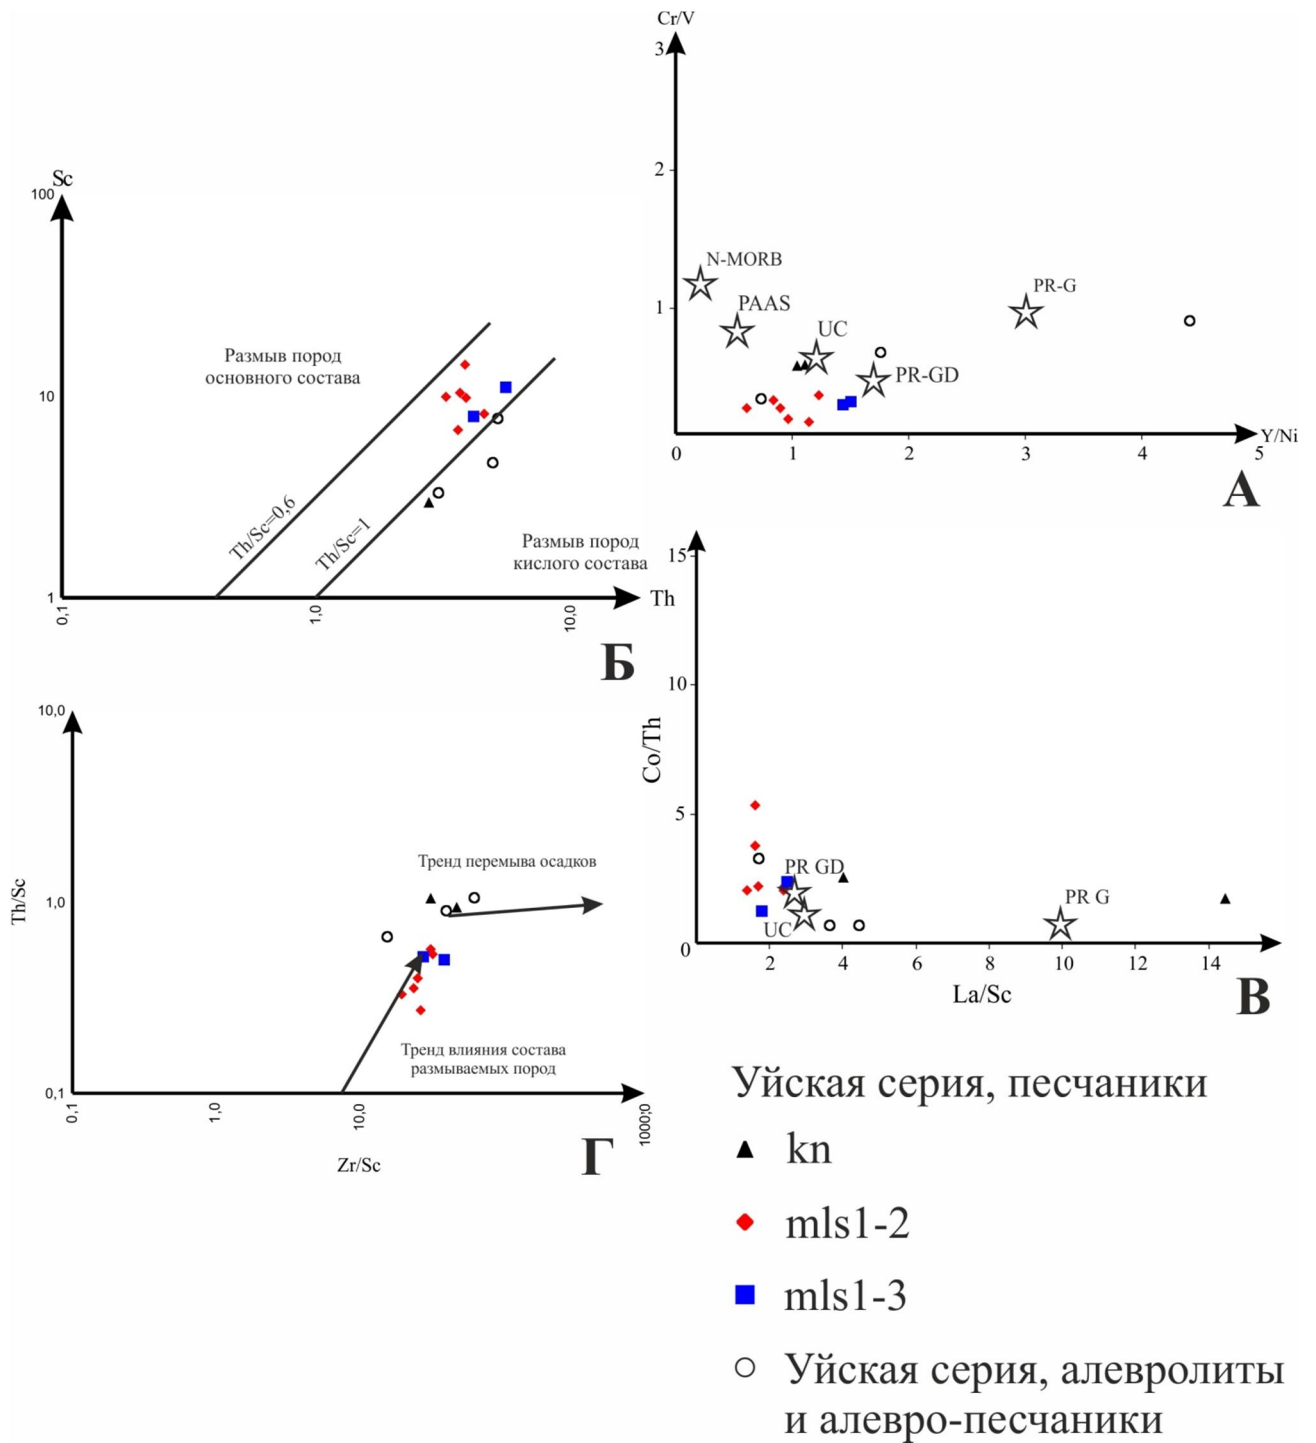 Cr/V
3
2
1
N-MORB
PAAS
UC
PR-G
PR-GD
0
1
2
3
4
5
Y/Ni
А
Sc
100
10
1
Размыв пород
основного состава
Th/Sc=0,6
Th/Sc=1
Размыв пород
кислого состава
0,1
1,0
10,0
Th
Б
15
10
5
0
Co/Th
PR GD
UC
PR G
2
4
6
8
10
12
14
La/Sc
В
10,0
1,0
0,1
Th/Sc
Тренд перемыва осадков
Тренд влияния состава
размываемых пород
0,1
1,0
10,0
1000;0
Zr/Sc
Г
Уйская серия, песчаники
kn
mls1-2
mls1-3
Уйская серия, алевролиты
и алевро-песчаники